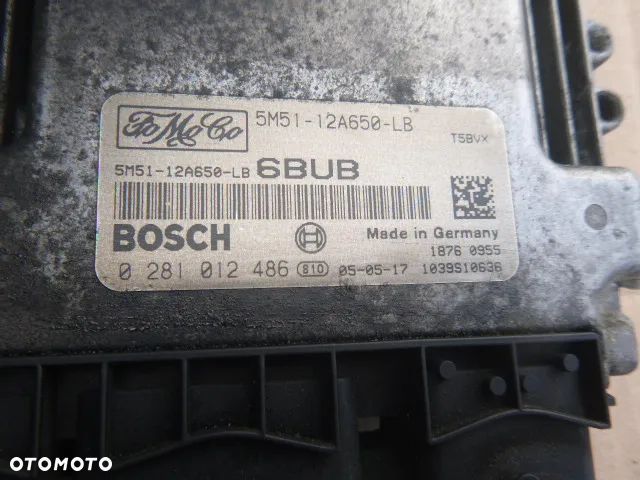 FoMoCo 5M51-12A650-LB
T5BVX
5M51-12A650-LB 6BUB
BOSCH Made in Germany
1876 0955
0 281 012 486 810 05-05-17 1039S10636
OTOMOTO